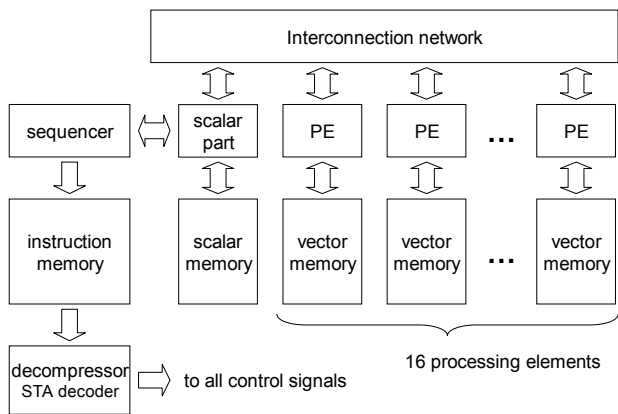 Interconnection network
sequencer
scalar
part
PE
PE
...
PE
instruction
memory
scalar
memory
vector
memory
vector
memory
...
vector
memory
16 processing elements
decompressor
STA decoder
to all control signals